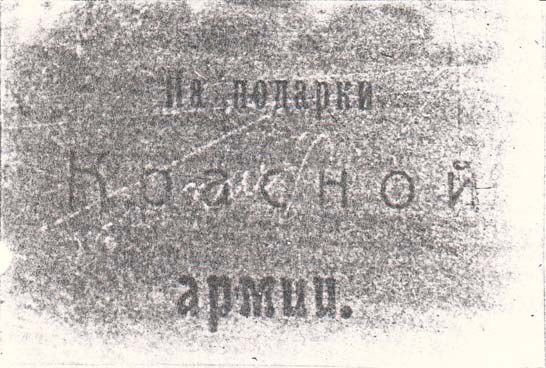 На подарки
Красной
армии.